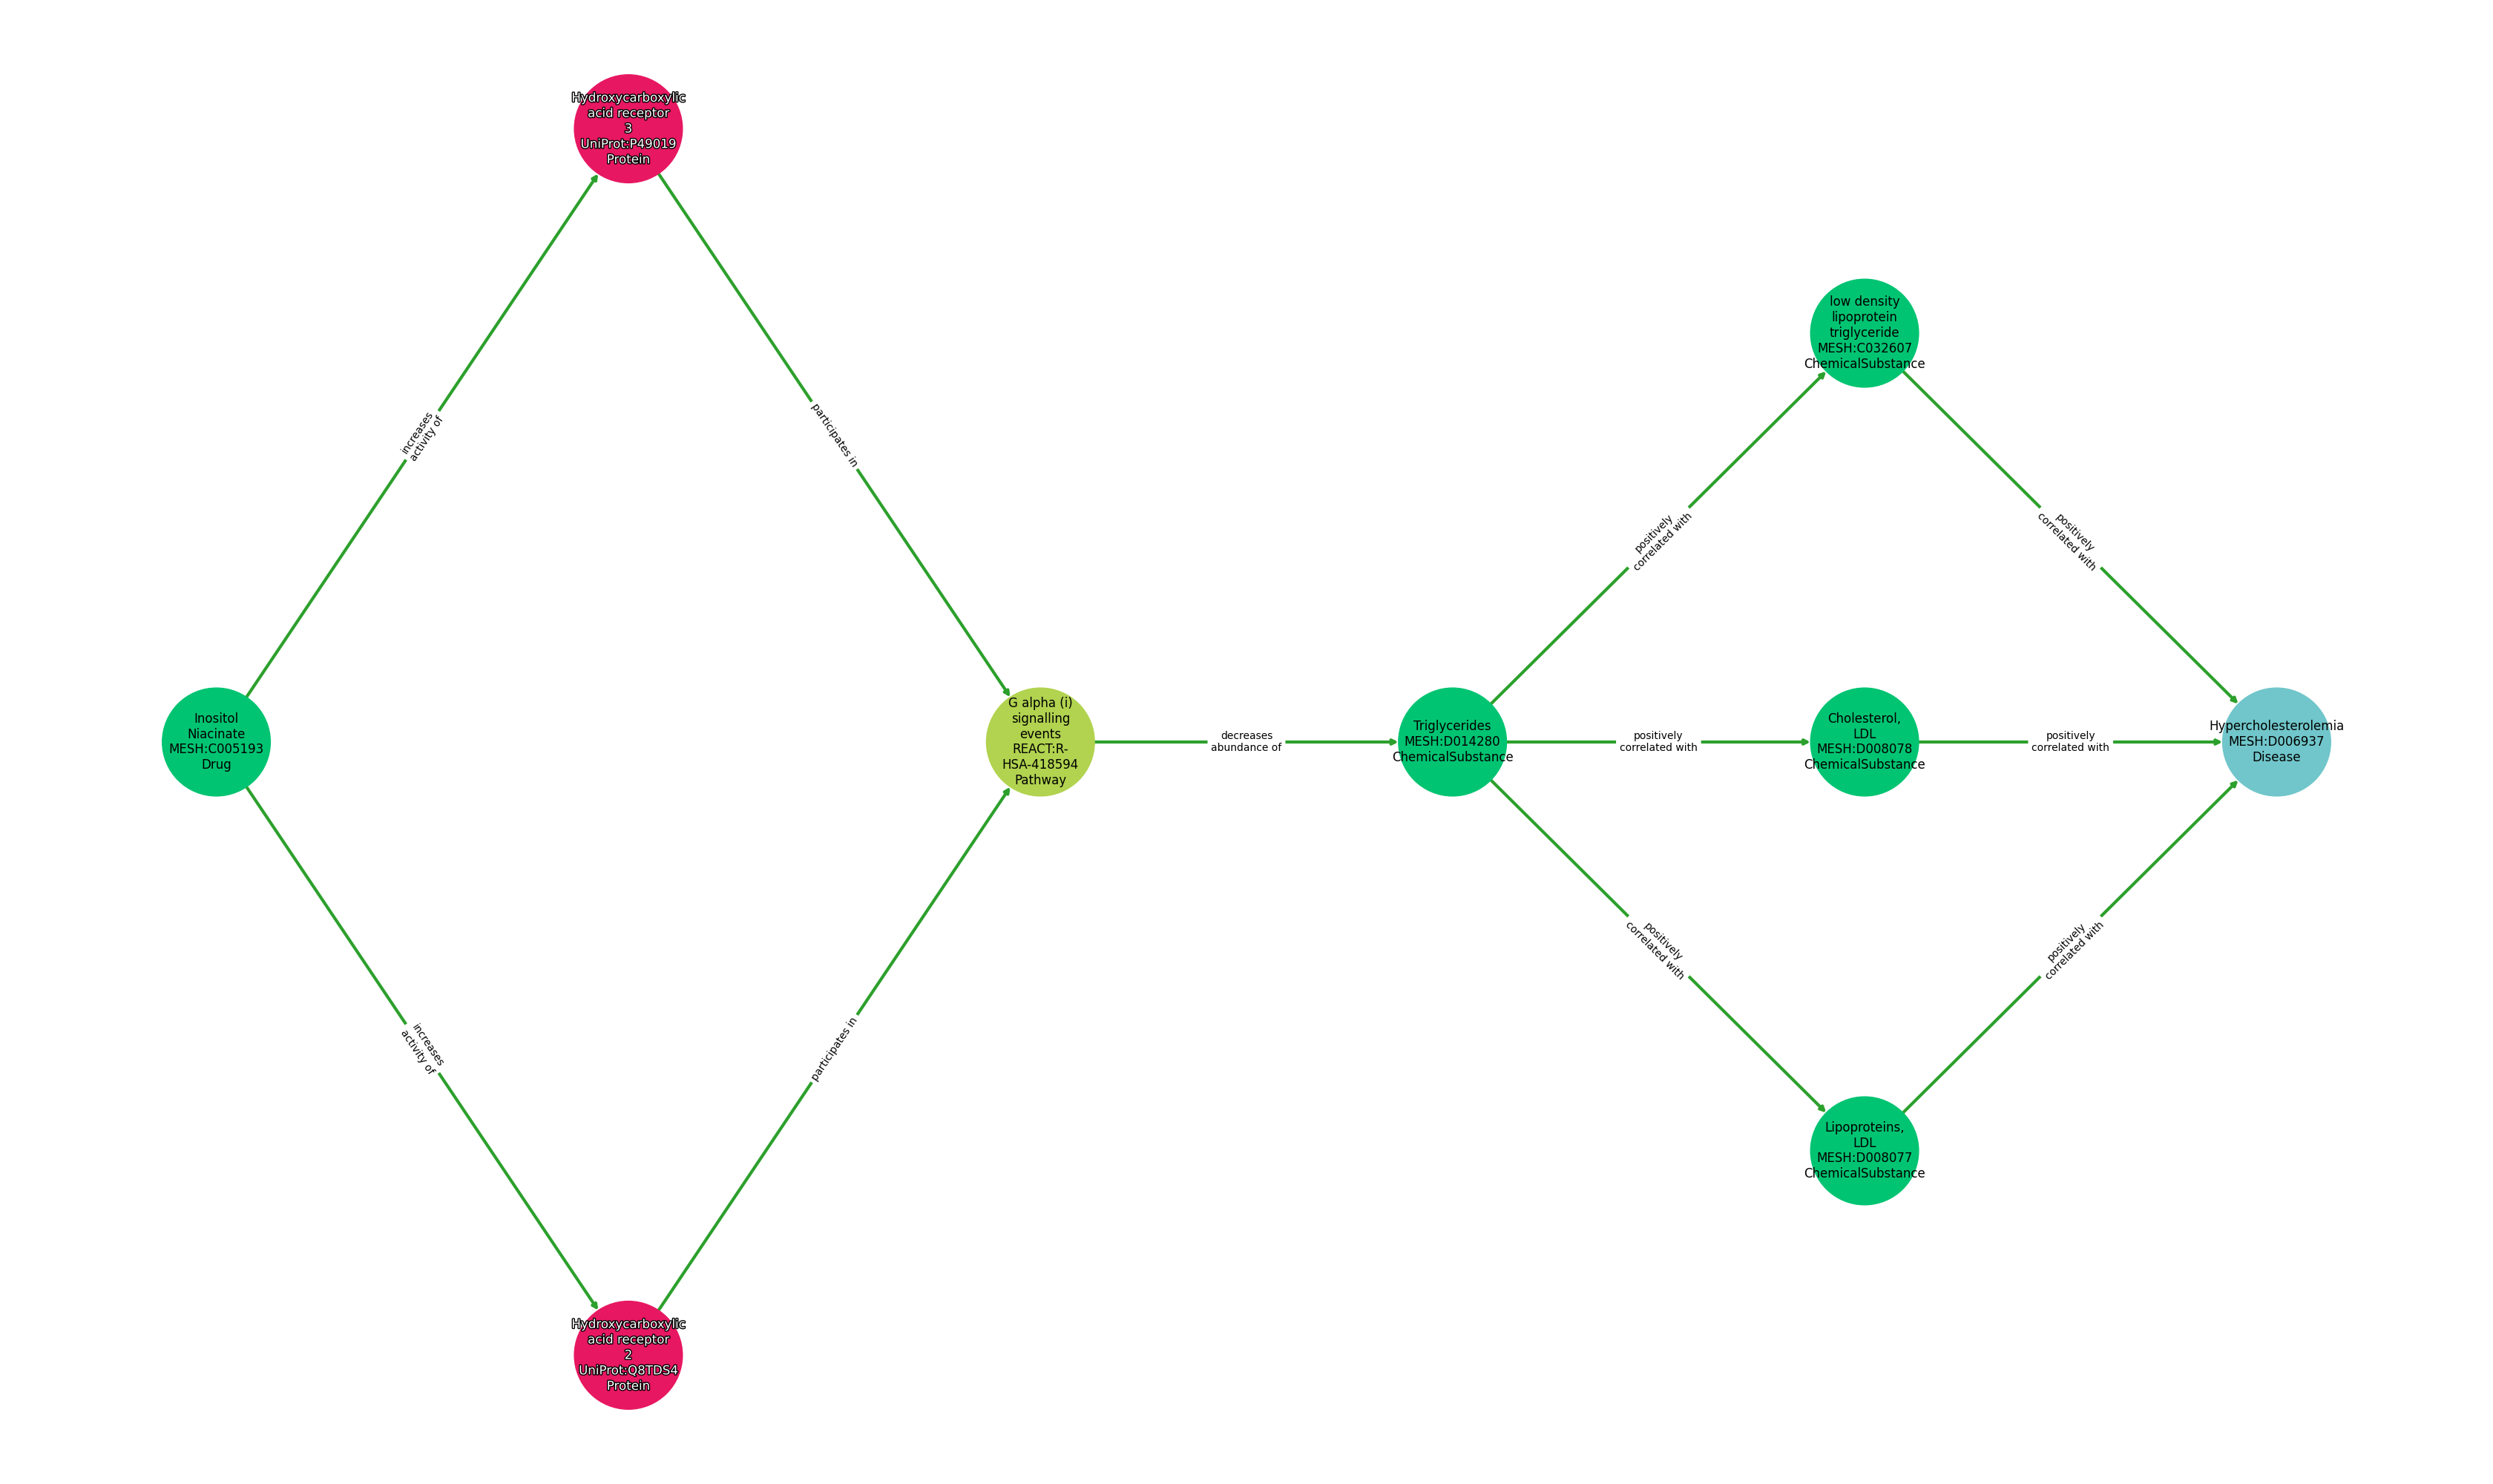 Hydroxycarboxylic
acid receptor
3
UniProt:P49019
Protein
increases
activity of
participates in
Inositol
Niacinate
MESH:C005193
Drug
G alpha (i)
signalling
events
REACT:R-
HSA-418594
Pathway
increases
activity of
participates in
Hydroxycarboxylic
acid receptor
2
UniProt:Q8TDS4
Protein
decreases
abundance of
Triglycerides
MESH:D014280
ChemicalSubstance
positively
correlated with
low density
lipoprotein
triglyceride
MESH:C032607
ChemicalSubstance
positively
correlated with
positively
correlated with
Cholesterol,
LDL
MESH:D008078
ChemicalSubstance
positively
correlated with
Hypercholesterolemia
MESH:D006937
Disease
positively
correlated with
Lipoproteins,
LDL
MESH:D008077
ChemicalSubstance
positively
correlated with